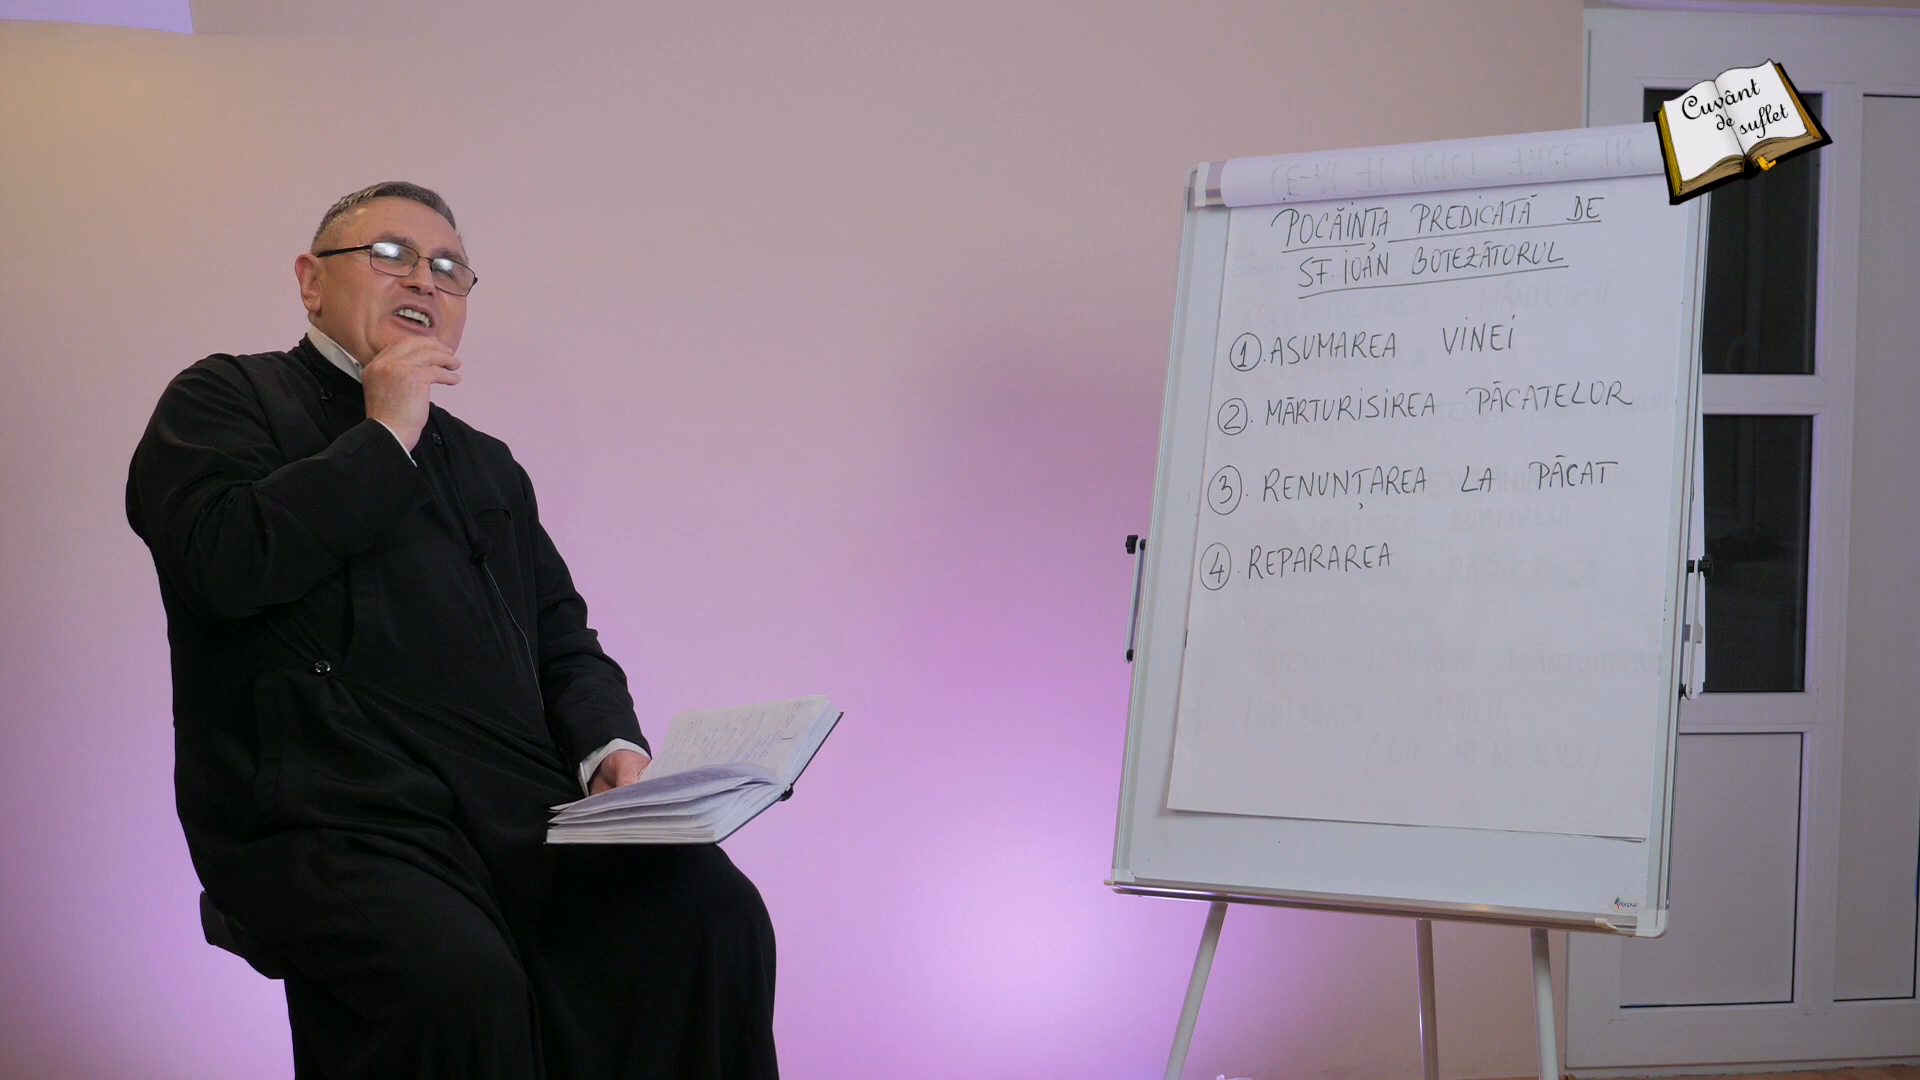 Cuvânt
de suflet
POCĂINȚA PREDICATĂ DE
SF. IOAN BOTEZĂTORUL
1. ASUMAREA VINEI
2. MĂRTURISIREA PĂCATELOR
3. RENUNȚAREA LA PĂCAT
4. REPARAREA